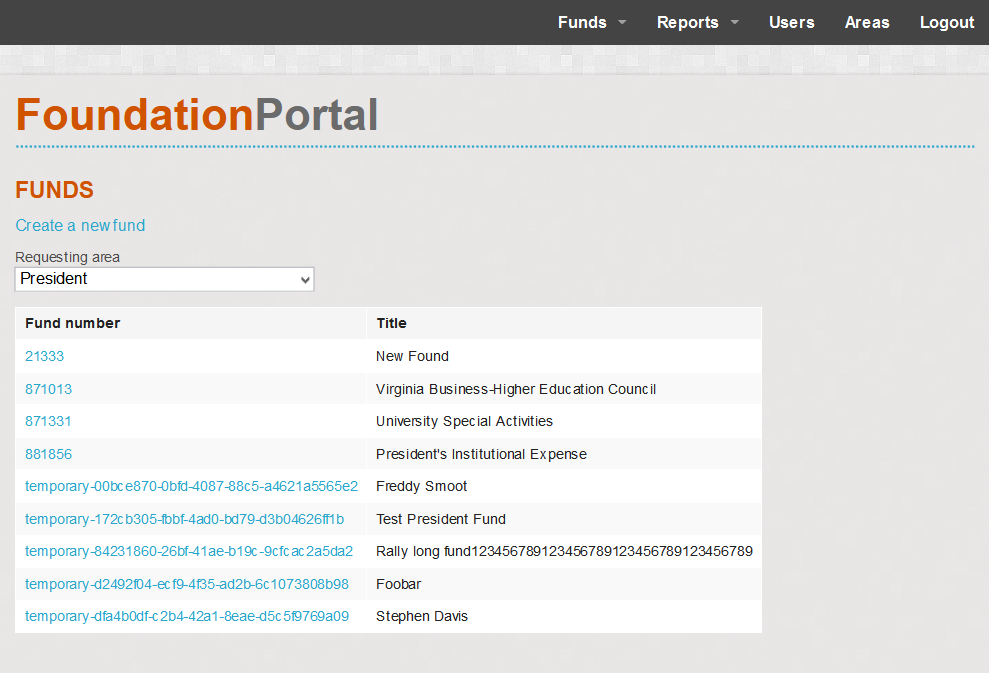 Funds Reports Users Areas Logout
FoundationPortal
FUNDS
Create a new fund
Requesting area
President
Fund number Title
21333 New Found
871013 Virginia Business-Higher Education Council
871331 University Special Activities
881856 President's Institutional Expense
temporary-00bce870-0bfd-4087-88c5-a4621a5565e2 Freddy Smoot
temporary-172cb305-fbbf-4ad0-bd79-d3b04626ff1b Test President Fund
temporary-84231860-26bf-41ae-b19c-9cfcac2a5da2 Rally long fund123456789123456789123456789123456789
temporary-d2492f04-ecf9-4f35-ad2b-6c1073808b98 Foobar
temporary-dfa4b0df-c2b4-42a1-8eae-d5c5f9769a09 Stephen Davis